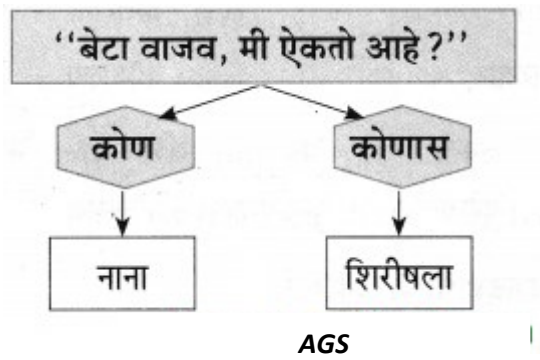 ‘‘बेटा वाजव, मी ऐकतो आहे?’’
कोण
कोणास
नाना
शिरीषला
AGS